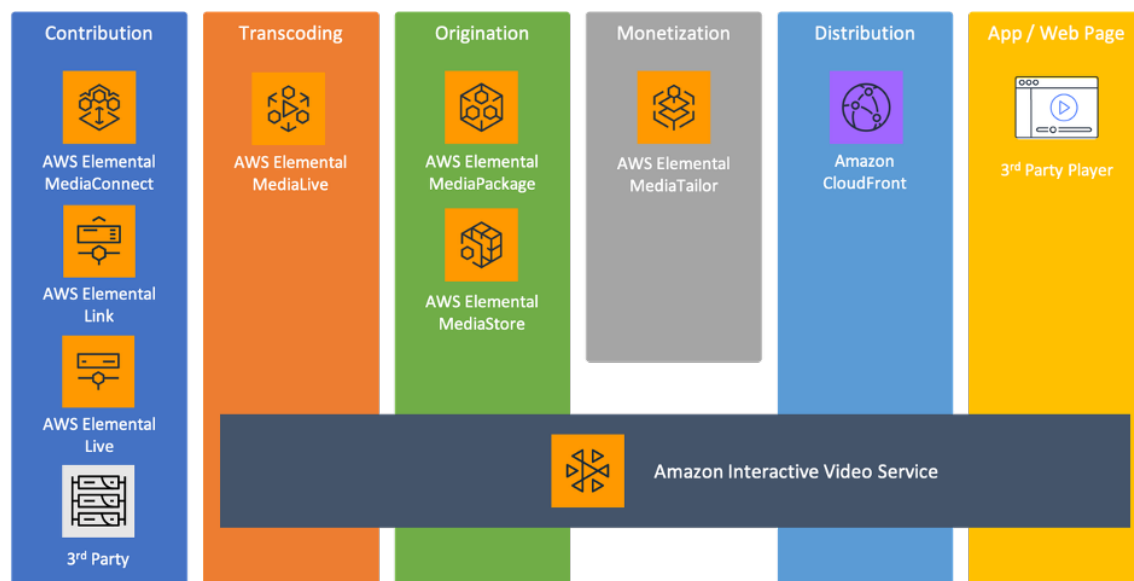 Contribution
AWS Elemental
MediaConnect
AWS Elemental
Link
AWS Elemental
Live
3rd Party
Transcoding
AWS Elemental
MediaLive
Origination
AWS Elemental
MediaPackage
AWS Elemental
MediaStore
Monetization
AWS Elemental
MediaTailor
Distribution
Amazon
CloudFront
App / Web Page
3rd Party Player
Amazon Interactive Video Service